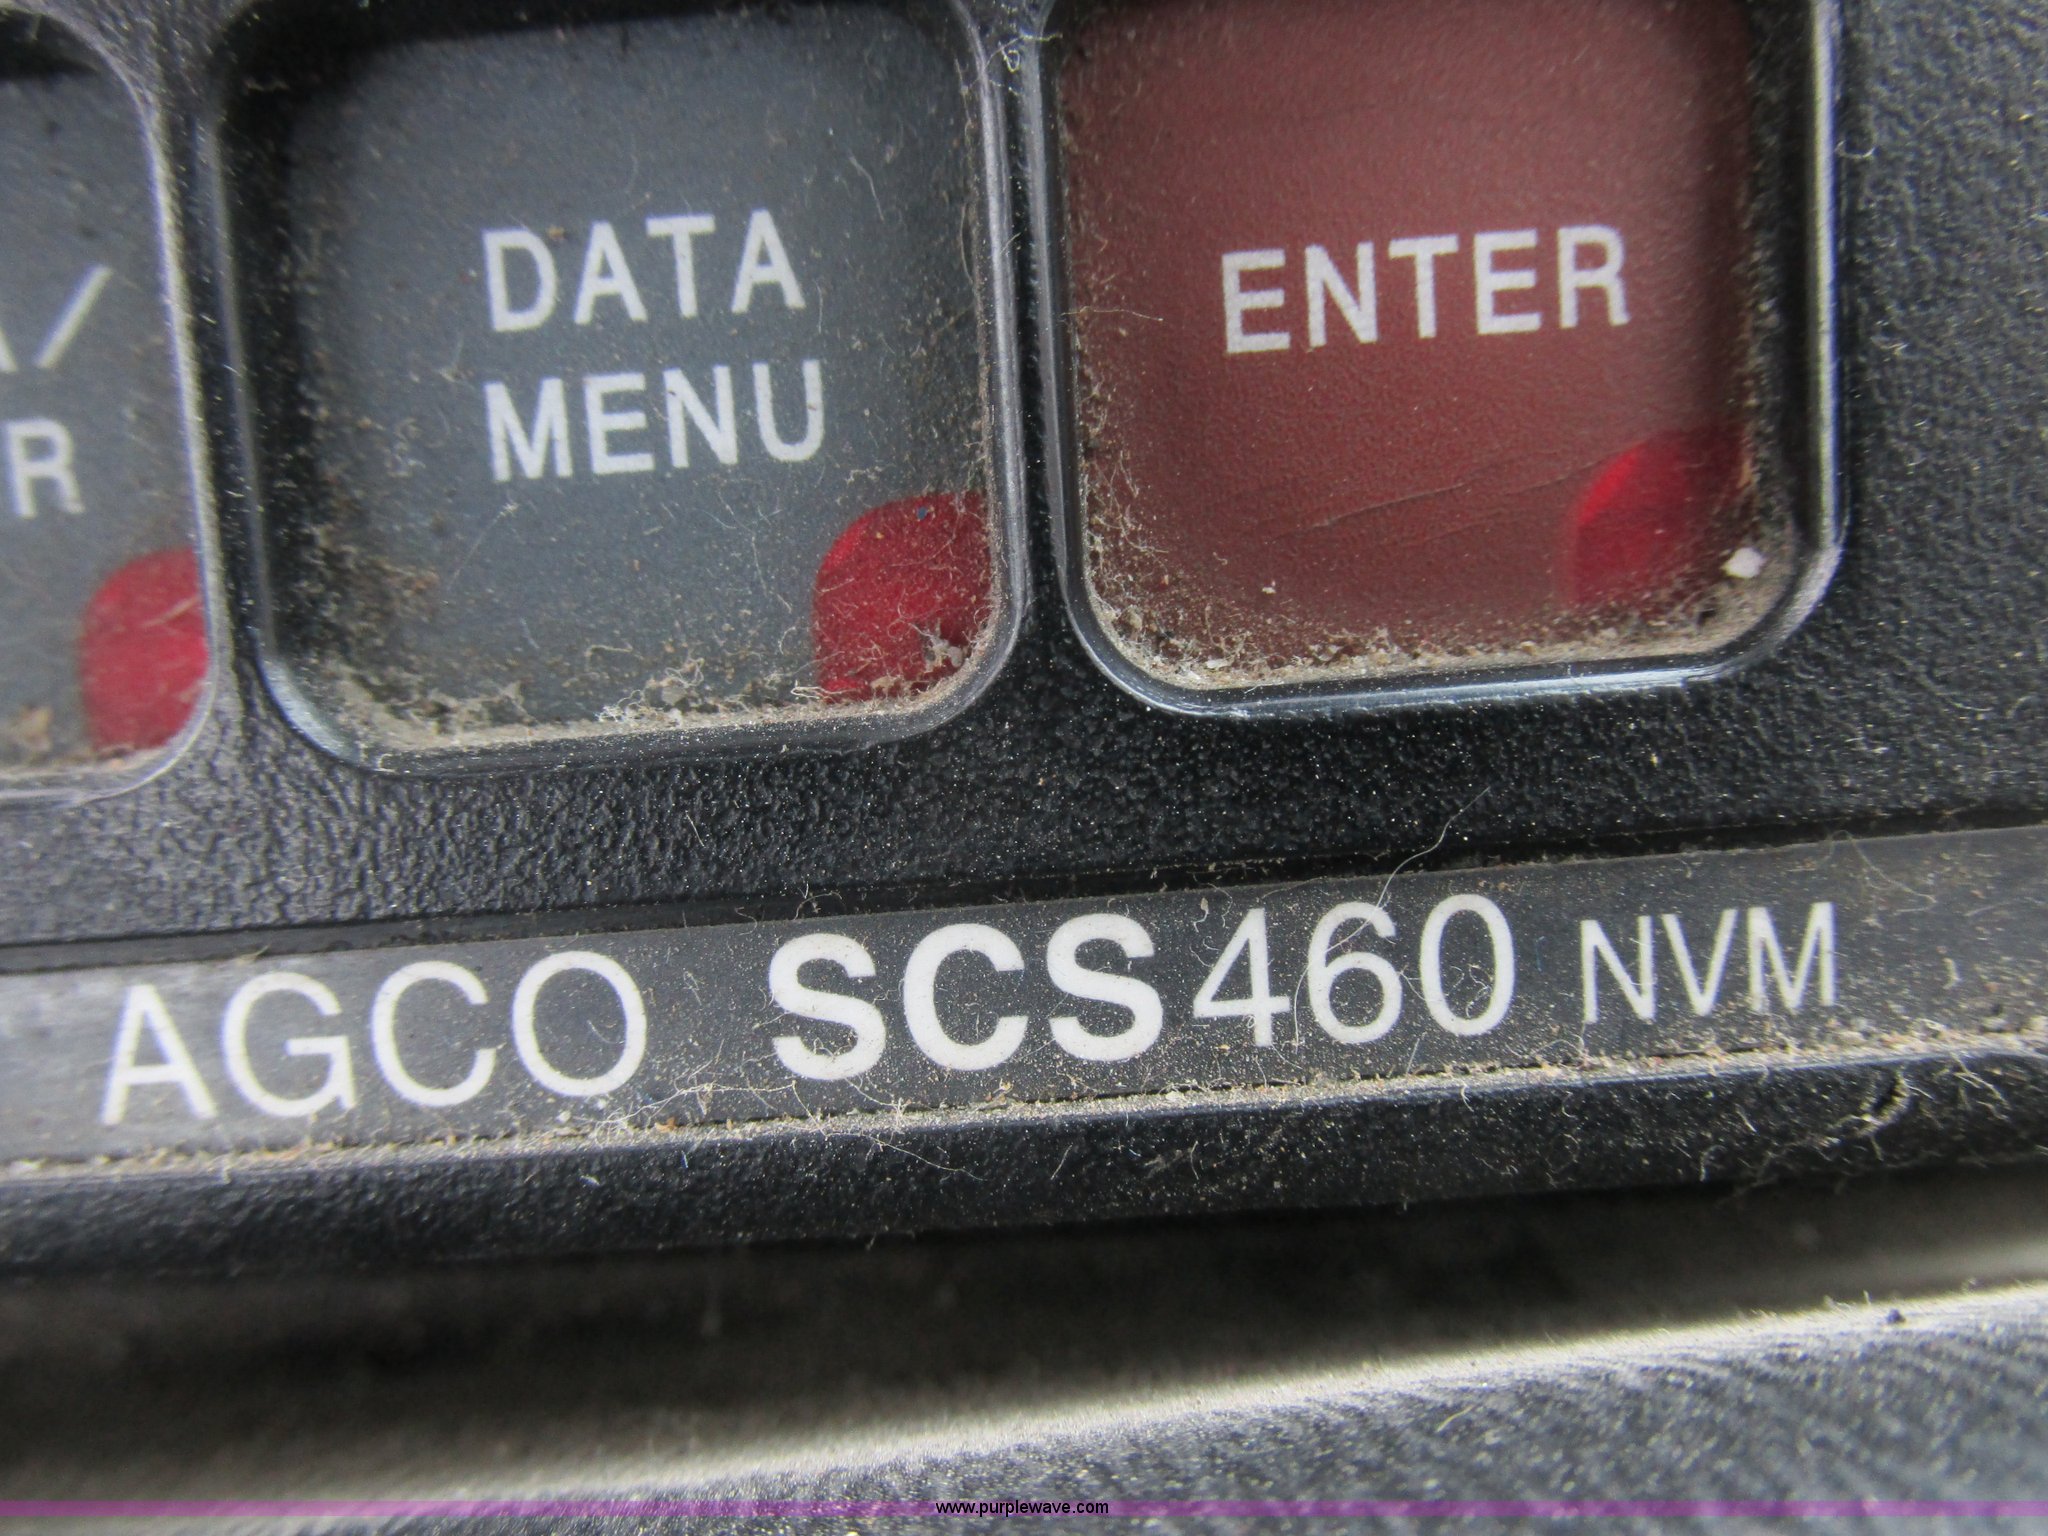 DATA
MENU
ENTER
AGCO SCS460 NVM
www.purplewave.com